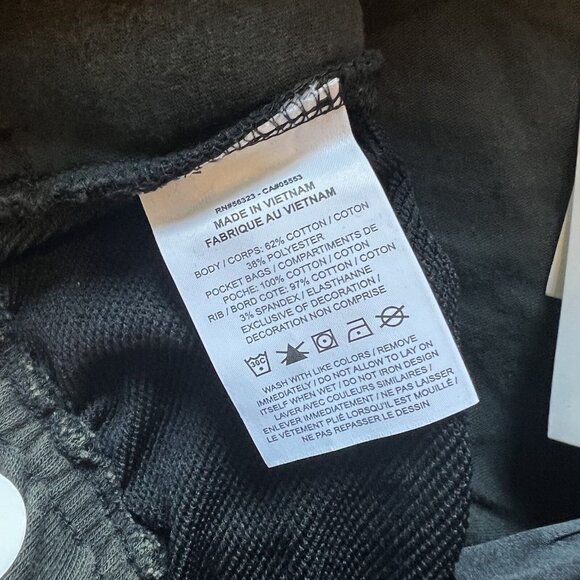 RN#56323 - CA#05553
MADE IN VIETNAM
FABRIQUE AU VIETNAM
BODY / CORPS: 62% COTTON / COTON
38% POLYESTER
POCKET BAGS / COMPARTIMENTS DE
POCHE: 100% COTTON / COTON
RIB / BORD COTE: 97% COTTON / COTON
3% SPANDEX / ELASTHANNE
EXCLUSIVE OF DECORATION /
DECORATION NON COMPRISE
30C
WASH WITH LIKE COLORS / REMOVE
IMMEDIATELY / DO NOT ALLOW TO LAY ON
ITSELF WHEN WET / DO NOT IRON DESIGN
LAVER AVEC COULEURS SIMILAIRES /
ENLEVER IMMEDIATEMENT / NE PAS LAISSER
LE VÊTEMENT PLIÉ LORSQU'IL EST MOUILLÉ /
NE PAS REPASSER LE DESSIN